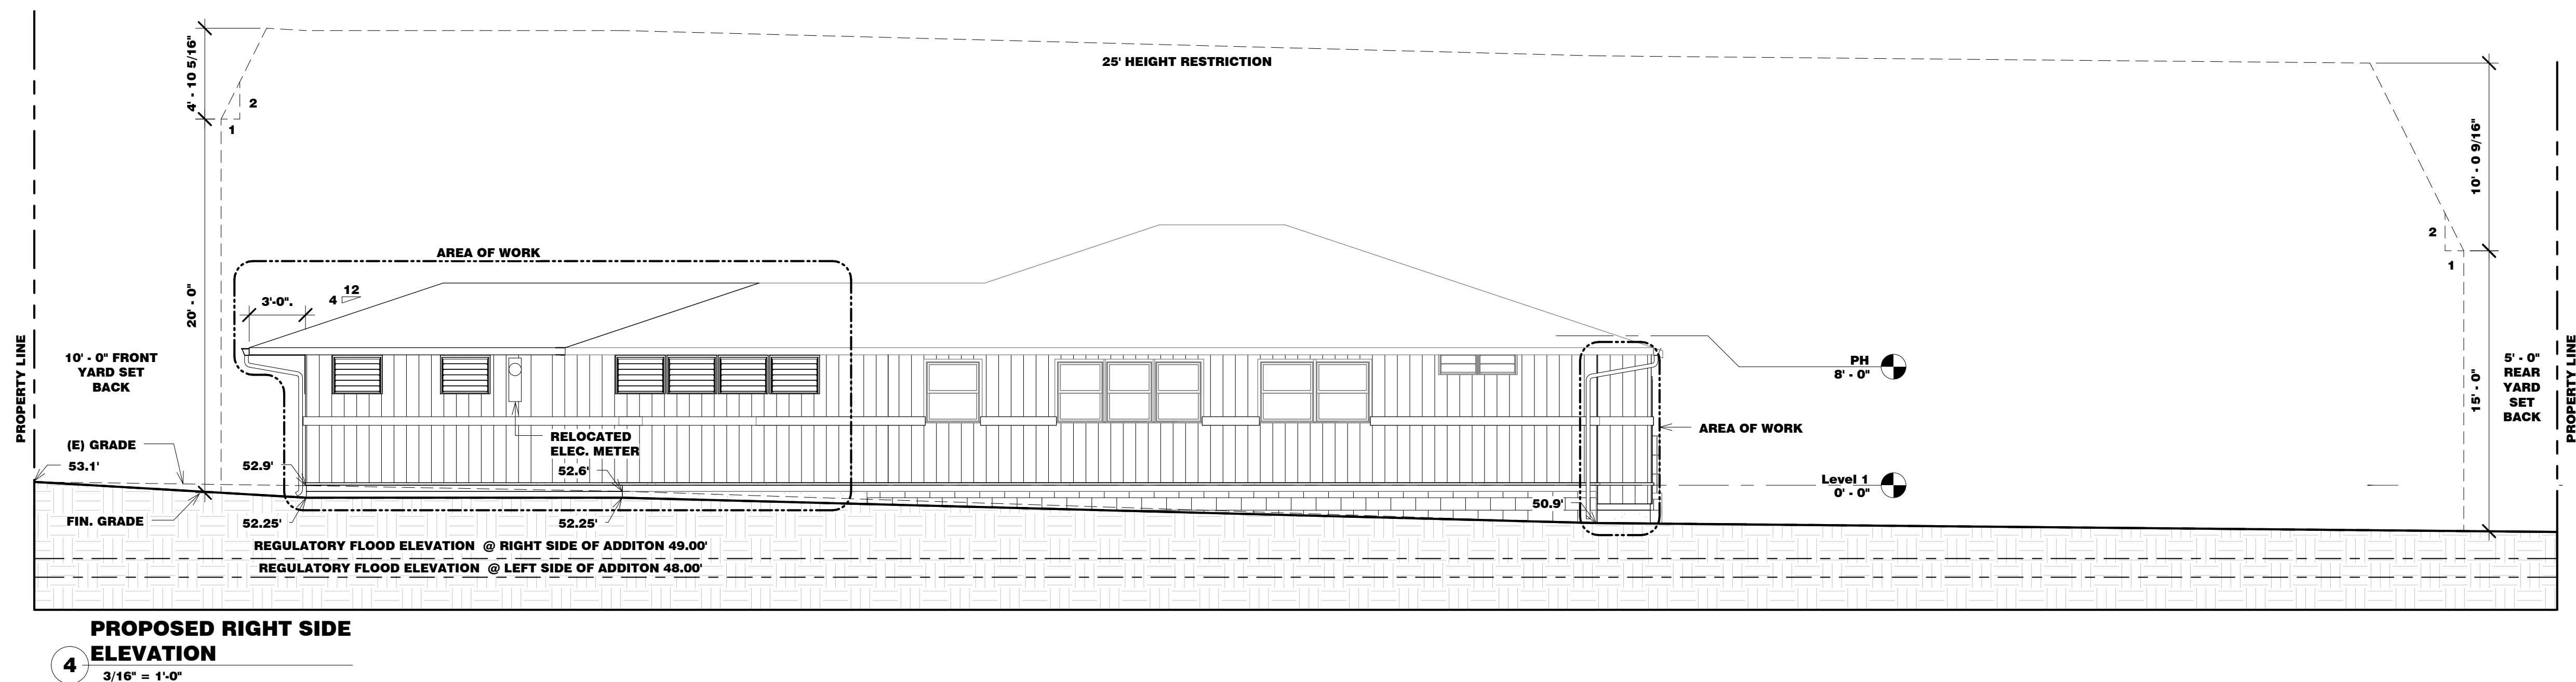 4' - 10 5/16"
2
1
25' HEIGHT RESTRICTION
10' - 0 9/16"
2
1
AREA OF WORK
20' - 0"
3'-0".
12
4
PROPERTY LINE
10' - 0" FRONT
YARD SET
BACK
PH
8' - 0"
15' - 0"
5' - 0"
REAR
YARD
SET
BACK
PROPERTY LINE
(E) GRADE
53.1'
52.9'
RELOCATED
ELEC. METER
52.6'
AREA OF WORK
Level 1
0' - 0"
FIN. GRADE
52.25'
52.25'
50.9'
REGULATORY FLOOD ELEVATION @ RIGHT SIDE OF ADDITON 49.00'
REGULATORY FLOOD ELEVATION @ LEFT SIDE OF ADDITON 48.00'
PROPOSED RIGHT SIDE
ELEVATION
4
3/16" = 1'-0"